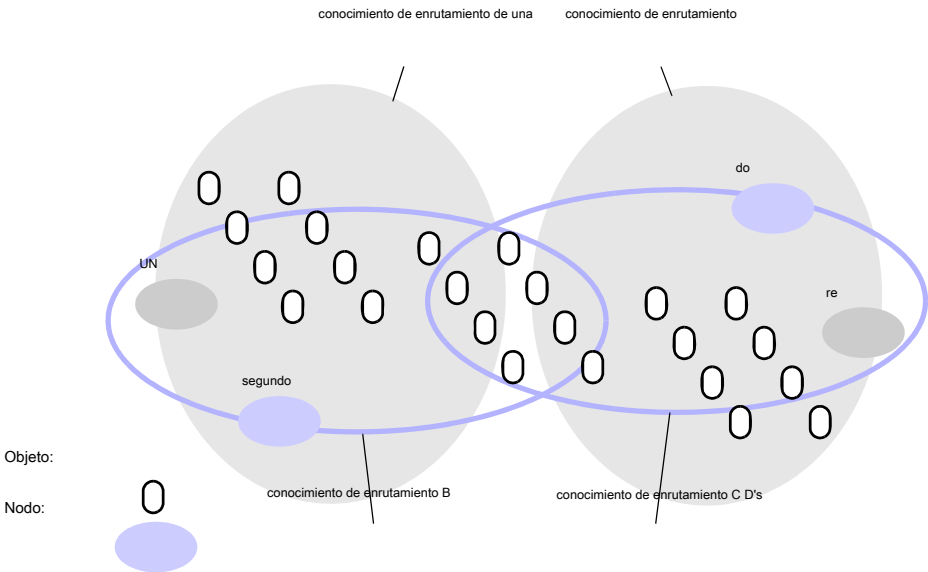 conocimiento de enrutamiento de una
conocimiento de enrutamiento
do
UN
re
segundo
Objeto:
conocimiento de enrutamiento B
conocimiento de enrutamiento C D's
Nodo: